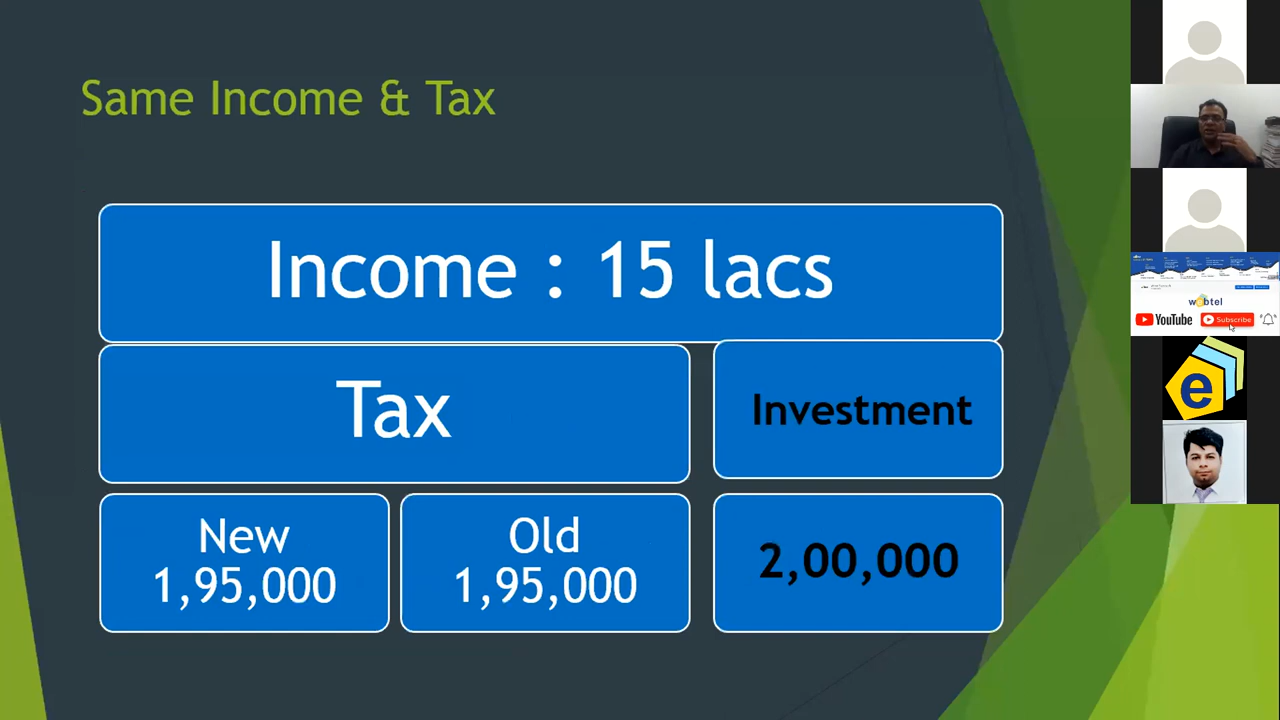 Same Income & Tax
Income : 15 lacs
Tax
Investment
New
1,95,000
Old
1,95,000
2,00,000
webtel
YouTube
Subscribe
e